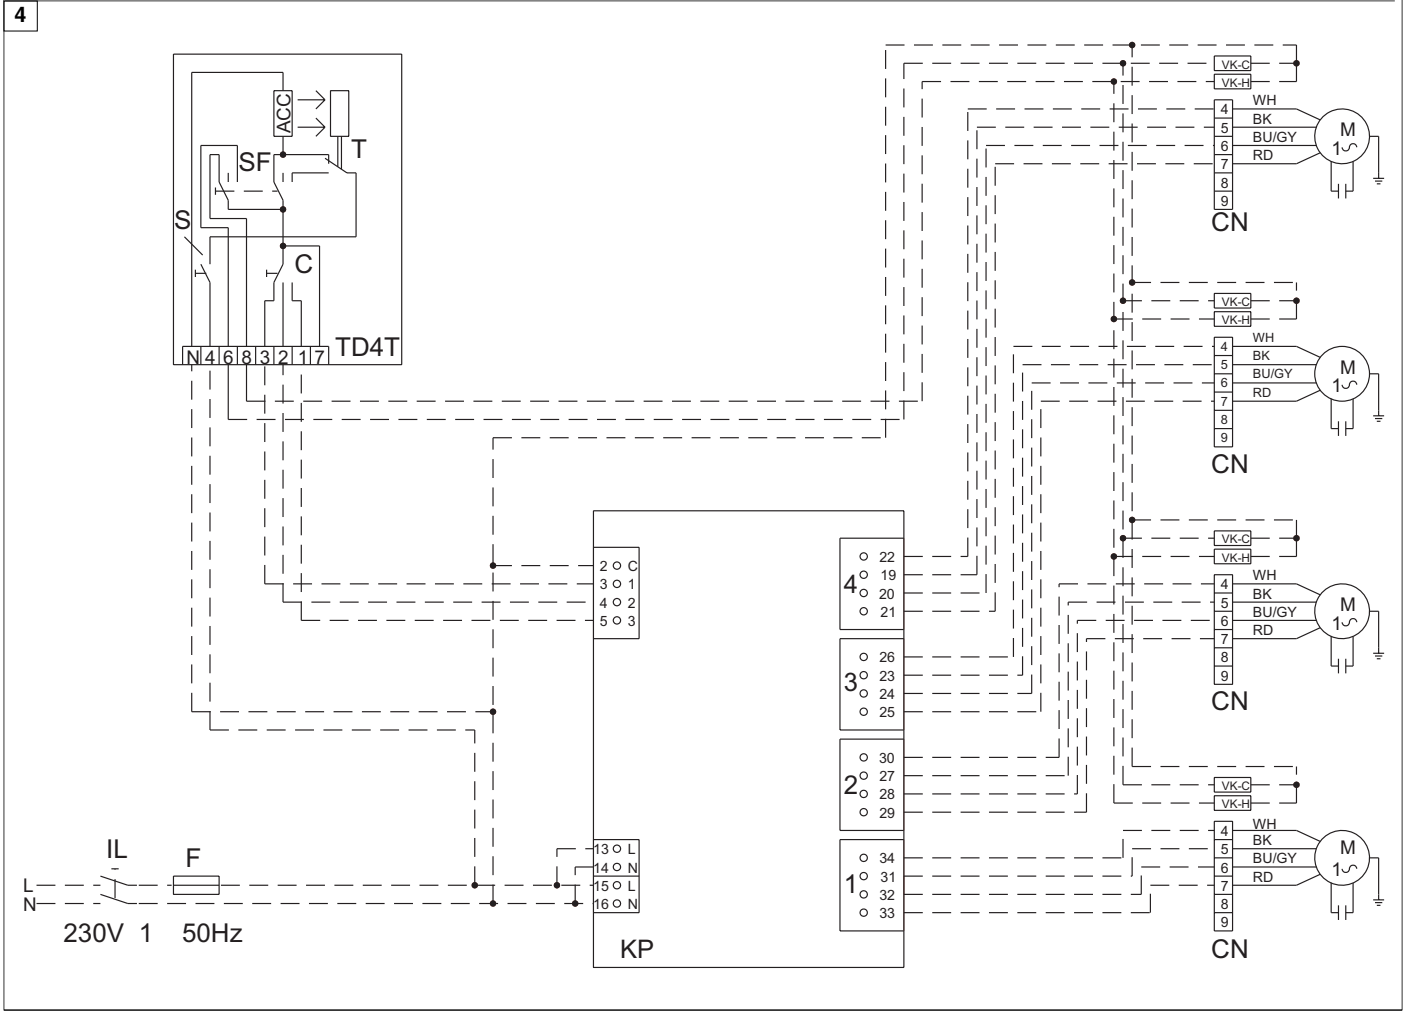 4
ACC
T
SF
S
C
TD4T
N 4 6 8 3 2 1 7
VK-C
VK-H
4 WH
5 BK
6 BU/GY
7 RD
8
9
CN
M
1
VK-C
VK-H
4 WH
5 BK
6 BU/GY
7 RD
8
9
CN
M
1
VK-C
VK-H
4 WH
5 BK
6 BU/GY
7 RD
8
9
CN
M
1
VK-C
VK-H
4 WH
5 BK
6 BU/GY
7 RD
8
9
CN
M
1
2 C
3 1
4 2
5 3
4
22
19
20
21
3
26
23
24
25
2
30
27
28
29
1
34
31
32
33
13 L
14 N
15 L
16 N
KP
IL
F
L
N
230V 1 50Hz